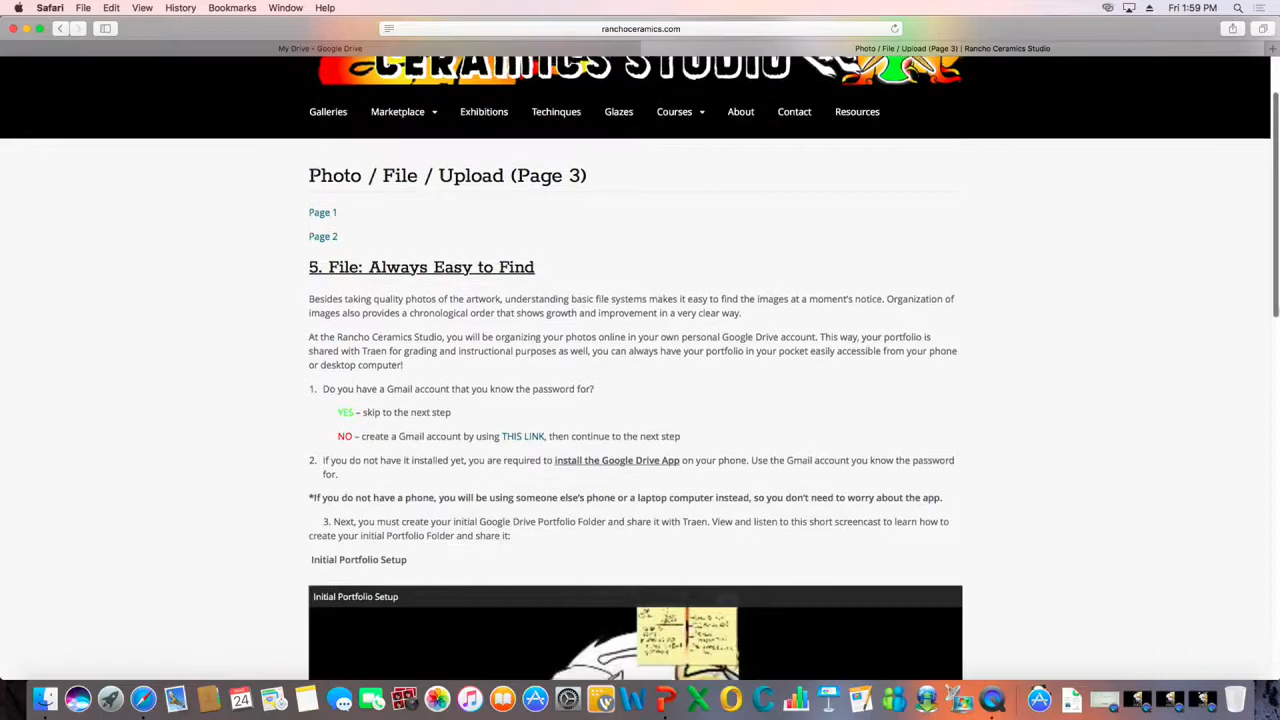 Safari File Edit View History Bookmarks Window Help Fri 1:59 PM
ranchoceramics.com
My Drive - Google Drive Photo / File / Upload (Page 3) | Rancho Ceramics Studio
CERAMICS STUDIO
Galleries Marketplace Exhibitions Techinques Glazes Courses About Contact Resources
Photo / File / Upload (Page 3)
Page 1
Page 2
5. File: Always Easy to Find
Besides taking quality photos of the artwork, understanding basic file systems makes it easy to find the images at a moment's notice. Organization of
images also provides a chronological order that shows growth and improvement in a very clear way.
At the Rancho Ceramics Studio, you will be organizing your photos online in your own personal Google Drive account. This way, your portfolio is
shared with Traen for grading and instructional purposes as well, you can always have your portfolio in your pocket easily accessible from your phone
or desktop computer!
1. Do you have a Gmail account that you know the password for?
YES – skip to the next step
NO – create a Gmail account by using THIS LINK, then continue to the next step
2. If you do not have it installed yet, you are required to install the Google Drive App on your phone. Use the Gmail account you know the password
for.
*If you do not have a phone, you will be using someone else's phone or a laptop computer instead, so you don't need to worry about the app.
3. Next, you must create your initial Google Drive Portfolio Folder and share it with Traen. View and listen to this short screencast to learn how to
create your initial Portfolio Folder and share it:
Initial Portfolio Setup
Initial Portfolio Setup
24